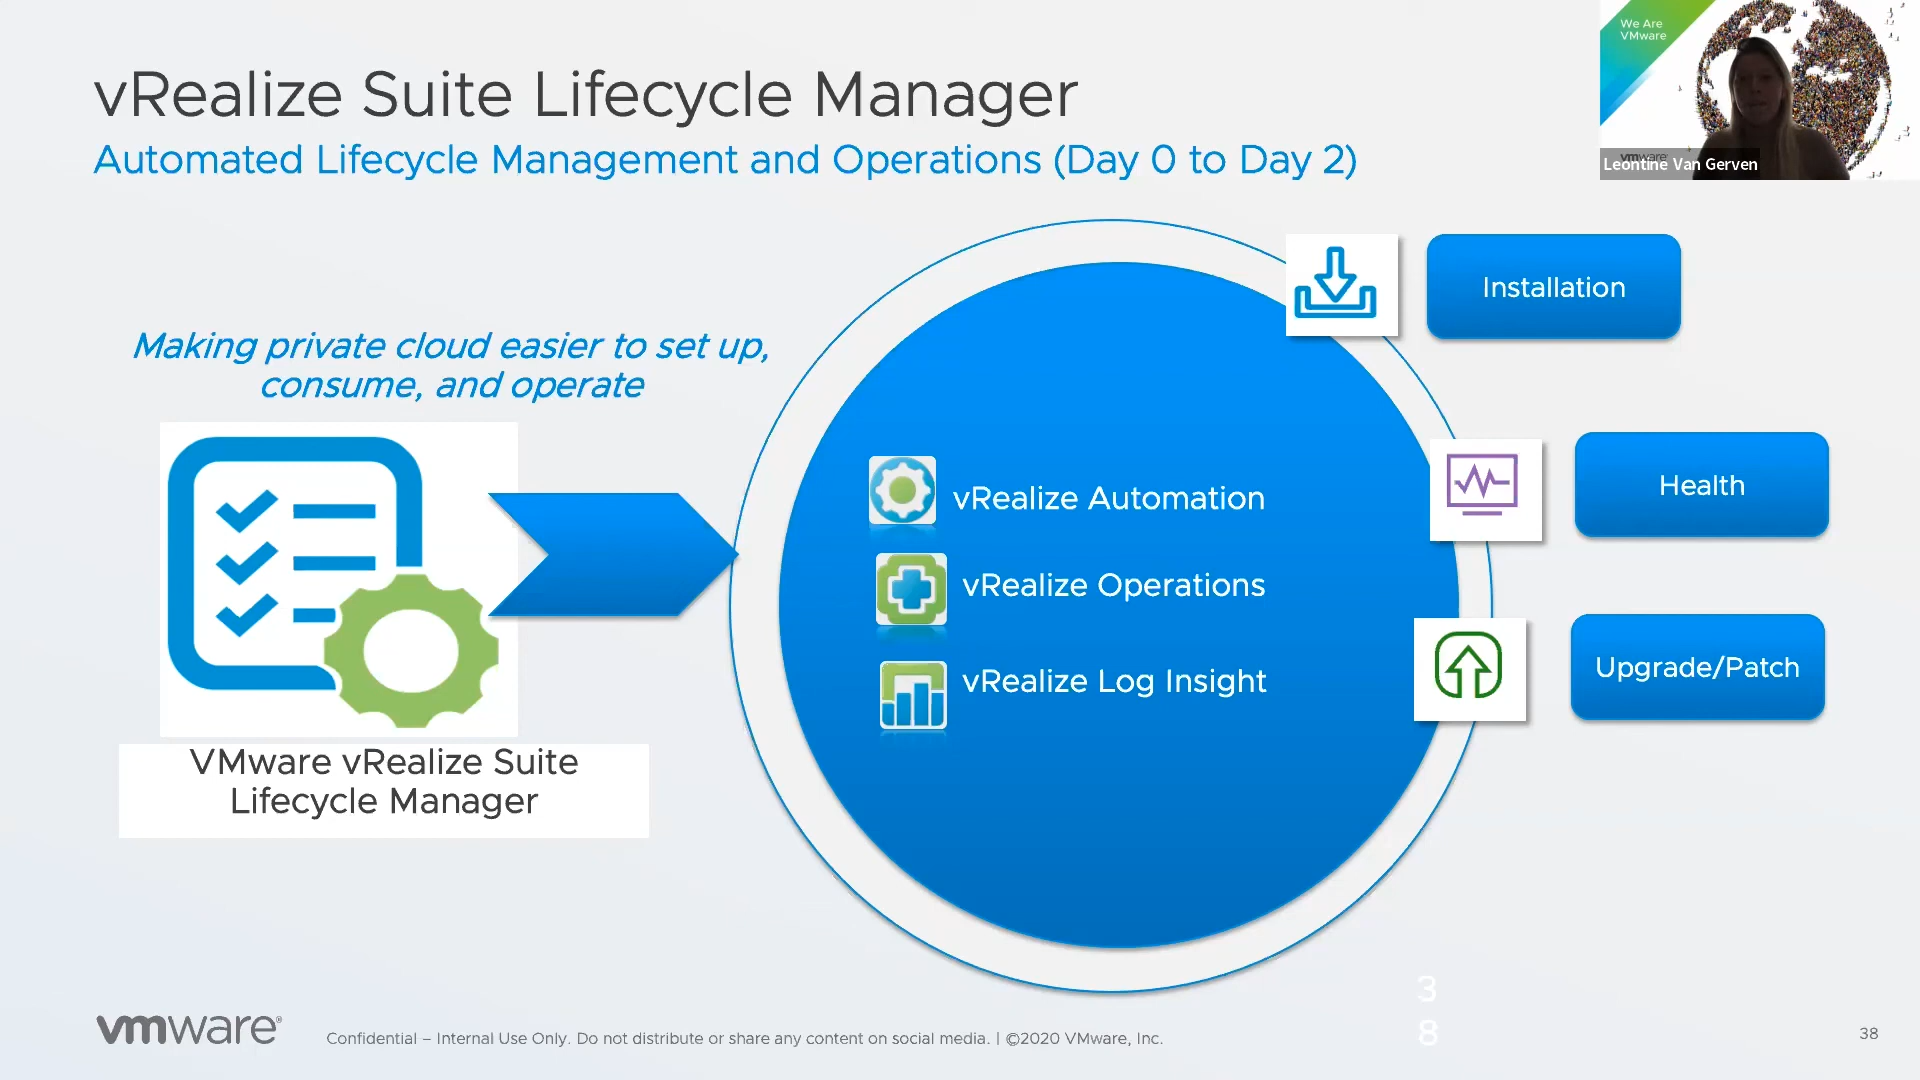 vRealize Suite Lifecycle Manager
Automated Lifecycle Management and Operations (Day 0 to Day 2)
We Are
VMware
vmware
Leontine Van Gerven
Making private cloud easier to set up,
consume, and operate
VMware vRealize Suite
Lifecycle Manager
vRealize Automation
vRealize Operations
vRealize Log Insight
Installation
Health
Upgrade/Patch
3
8
vmware®
Confidential – Internal Use Only. Do not distribute or share any content on social media. | ©2020 VMware, Inc.
38